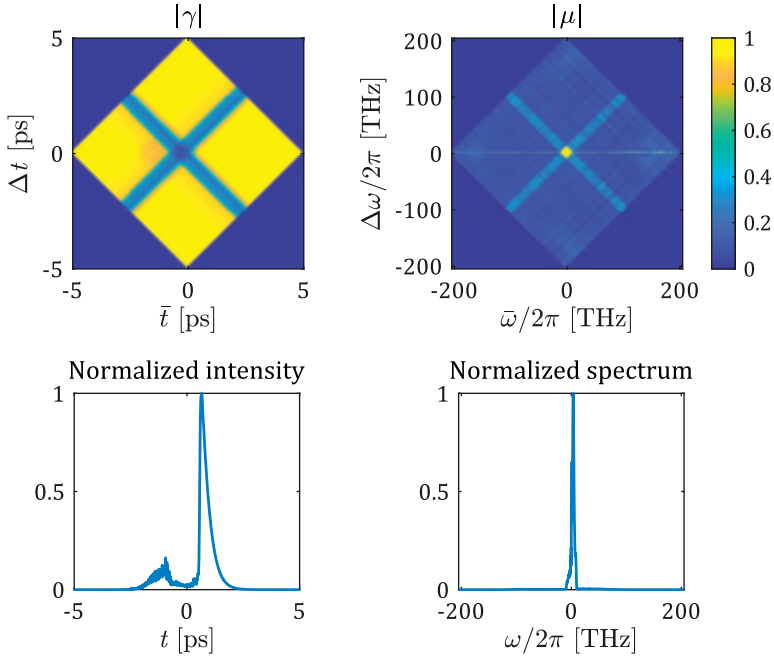 |γ|
5
0
-5
Δt [ps]
-5 0 5
t̄ [ps]
|μ|
200
100
0
-100
-200
Δω/2π [THz]
-200 0 200
ω̄/2π [THz]
1
0.8
0.6
0.4
0.2
0
Normalized intensity
1
0.5
0
-5 0 5
t [ps]
Normalized spectrum
1
0.5
0
-200 0 200
ω/2π [THz]